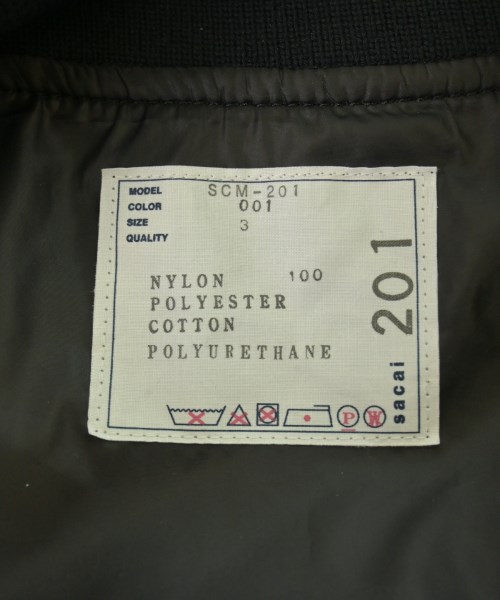 MODEL SCM-201
COLOR 001
SIZE 3
QUALITY
NYLON 100
POLYESTER
COTTON
POLYURETHANE
P W
sacai 201